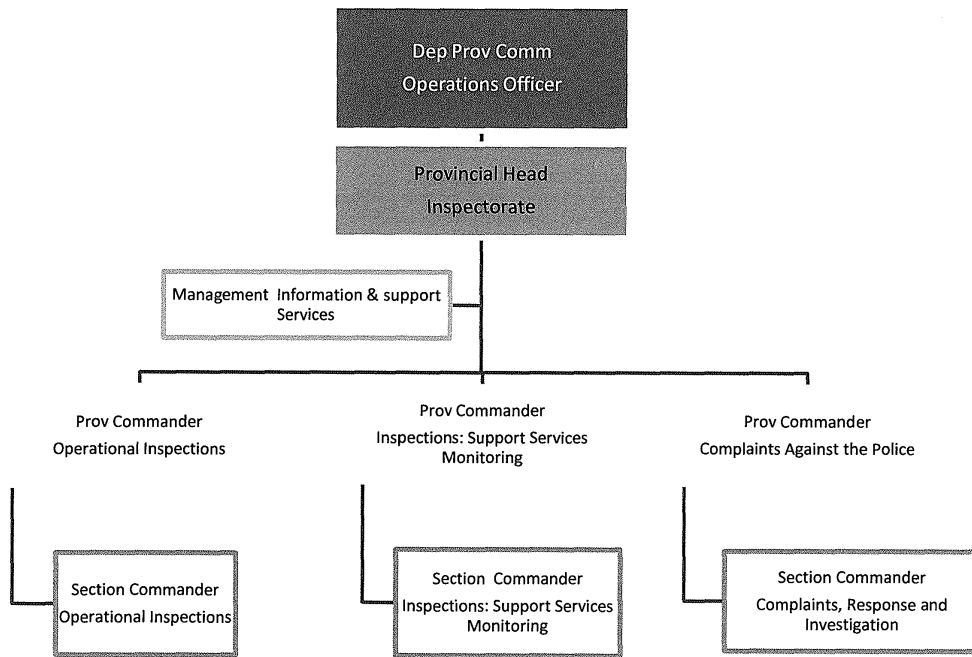 Dep Prov Comm
Operations Officer
Provincial Head
Inspectorate
Management Information & support
Services
Prov Commander
Operational Inspections
Prov Commander
Inspections: Support Services
Monitoring
Prov Commander
Complaints Against the Police
Section Commander
Operational Inspections
Section Commander
Inspections: Support Services
Monitoring
Section Commander
Complaints, Response and
Investigation